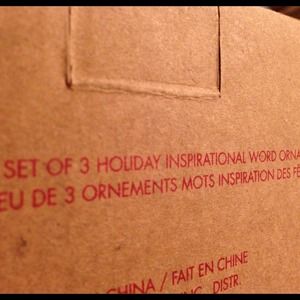 SET OF 3 HOLIDAY INSPIRATIONAL WORD ORNA
EU DE 3 ORNEMENTS MOTS INSPIRATION DES FÊ
CHINA / FAIT EN CHINE
DISTR.